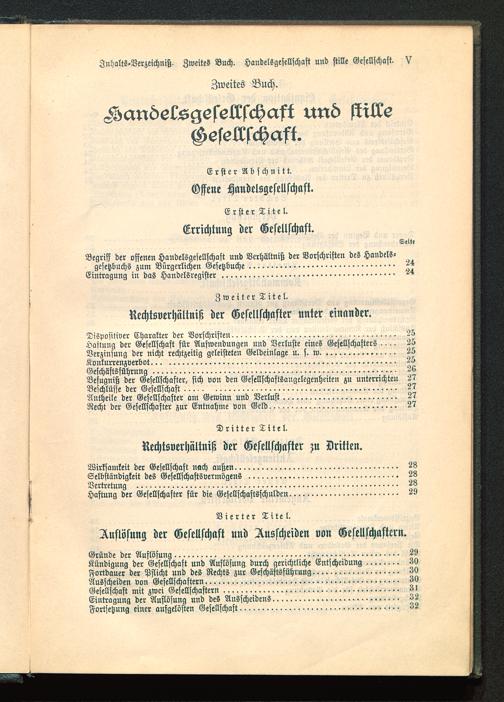 Inhalts-Verzeichniß. Zweites Buch. Handelsgesellschaft und stille Gesellschaft. V
Zweites Buch.
Handelsgesellschaft und stille
Gesellschaft.
Erster Abschnitt.
Offene Handelsgesellschaft.
Erster Titel.
Errichtung der Gesellschaft.
Seite
Begriff der offenen Handelsgesellschaft und Verhältniß der Vorschriften des Handels-
gesetzbuchs zum Bürgerlichen Gesetzbuche 24
Eintragung in das Handelsregister 24
Zweiter Titel.
Rechtsverhältniß der Gesellschafter unter einander.
Dispositiver Charakter der Vorschriften 25
Haftung der Gesellschaft für Aufwendungen und Verluste eines Gesellschafters 25
Verzinsung der nicht rechtzeitig geleisteten Geldeinlage u. s. w. 25
Konkurrenzverbot 25
Geschäftsführung 26
Befugniß der Gesellschafter, sich von den Gesellschaftsangelegenheiten zu unterrichten 27
Beschlüsse der Gesellschaft 27
Antheile der Gesellschafter am Gewinn und Verlust 27
Recht der Gesellschafter zur Entnahme von Geld 27
Dritter Titel.
Rechtsverhältniß der Gesellschafter zu Dritten.
Wirksamkeit der Gesellschaft nach außen 28
Selbständigkeit des Gesellschaftsvermögens 28
Vertretung 28
Haftung der Gesellschafter für die Gesellschaftsschulden 29
Vierter Titel.
Auflösung der Gesellschaft und Ausscheiden von Gesellschaftern.
Gründe der Auflösung 29
Kündigung der Gesellschaft und Auflösung durch gerichtliche Entscheidung 30
Fortdauer der Pflicht und des Rechts zur Geschäftsführung 30
Ausscheiden von Gesellschaftern 30
Gesellschaft mit zwei Gesellschaftern 31
Eintragung der Auflösung und des Ausscheidens 32
Fortsetzung einer aufgelösten Gesellschaft 32